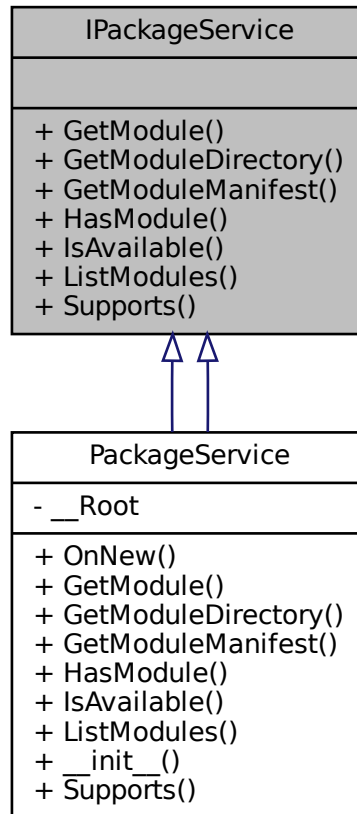 IPackageService
+ GetModule()
+ GetModuleDirectory()
+ GetModuleManifest()
+ HasModule()
+ IsAvailable()
+ ListModules()
+ Supports()
PackageService
- __Root
+ OnNew()
+ GetModule()
+ GetModuleDirectory()
+ GetModuleManifest()
+ HasModule()
+ IsAvailable()
+ ListModules()
+ __init__()
+ Supports()